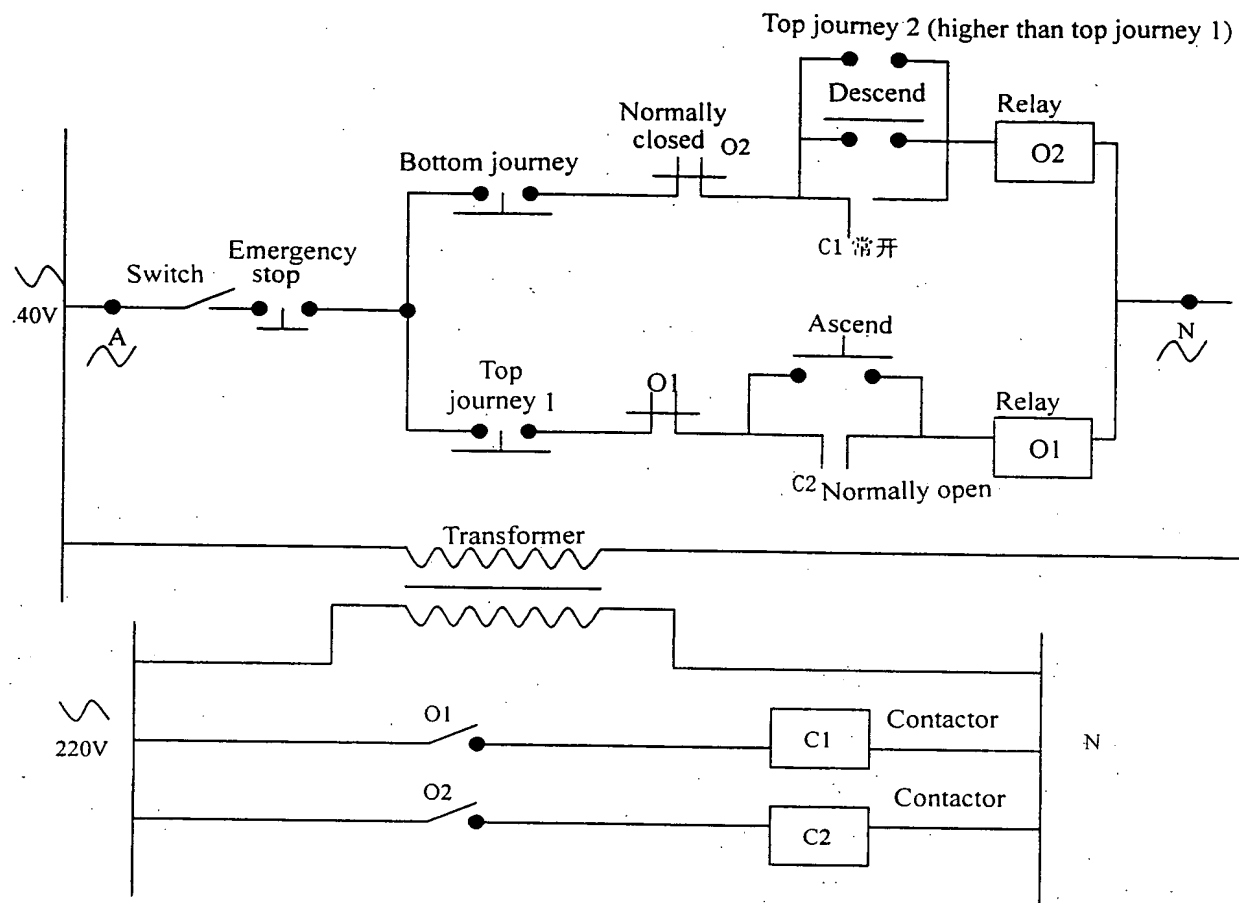 Top journey 2 (higher than top journey 1)
Descend
Relay
O2
Normally
closed
O2
Bottom journey
C1 常开
Switch
Emergency
stop
.40V
A
N
Ascend
Top
journey 1
O1
Relay
O1
C2 Normally open
Transformer
220V
O1
C1
Contactor
N
O2
C2
Contactor